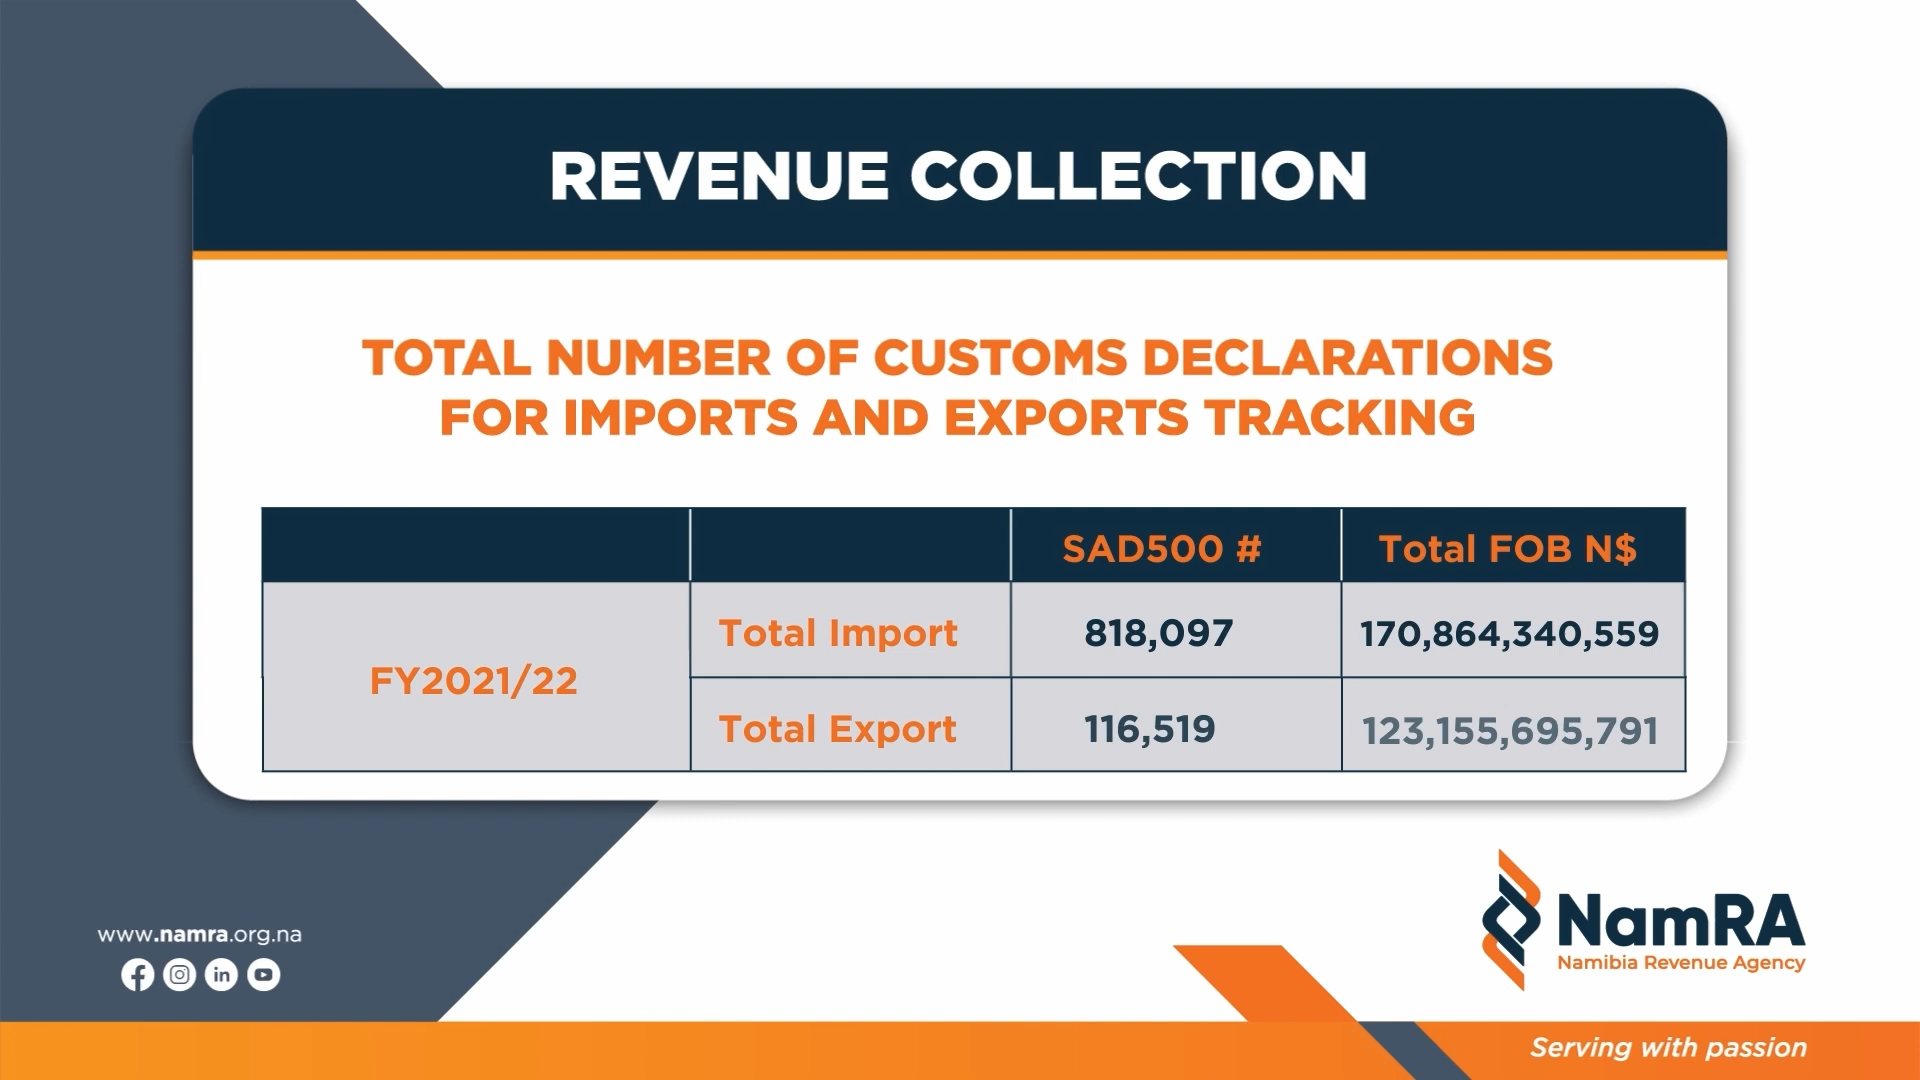 REVENUE COLLECTION
TOTAL NUMBER OF CUSTOMS DECLARATIONS
FOR IMPORTS AND EXPORTS TRACKING
SAD500 # Total FOB N$
FY2021/22
Total Import 818,097 170,864,340,559
Total Export 116,519 123,155,695,791
www.namra.org.na
NamRA
Namibia Revenue Agency
Serving with passion